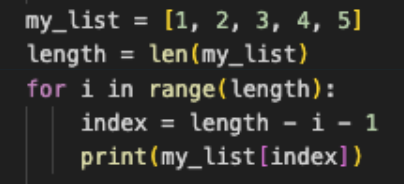 my_list = [1, 2, 3, 4, 5]
length = len(my_list)
for i in range(length):
    index = length - i - 1
    print(my_list[index])